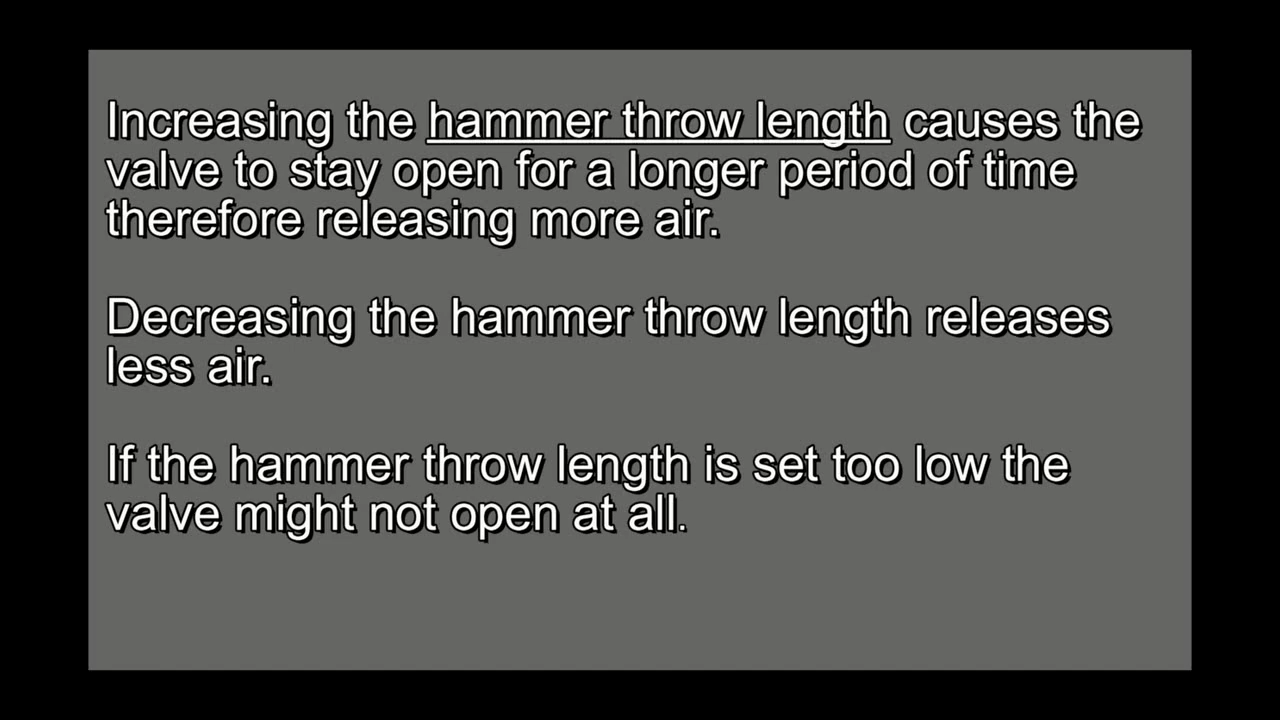 Increasing the hammer throw length causes the
valve to stay open for a longer period of time
therefore releasing more air.
Decreasing the hammer throw length releases
less air.
If the hammer throw length is set too low the
valve might not open at all.